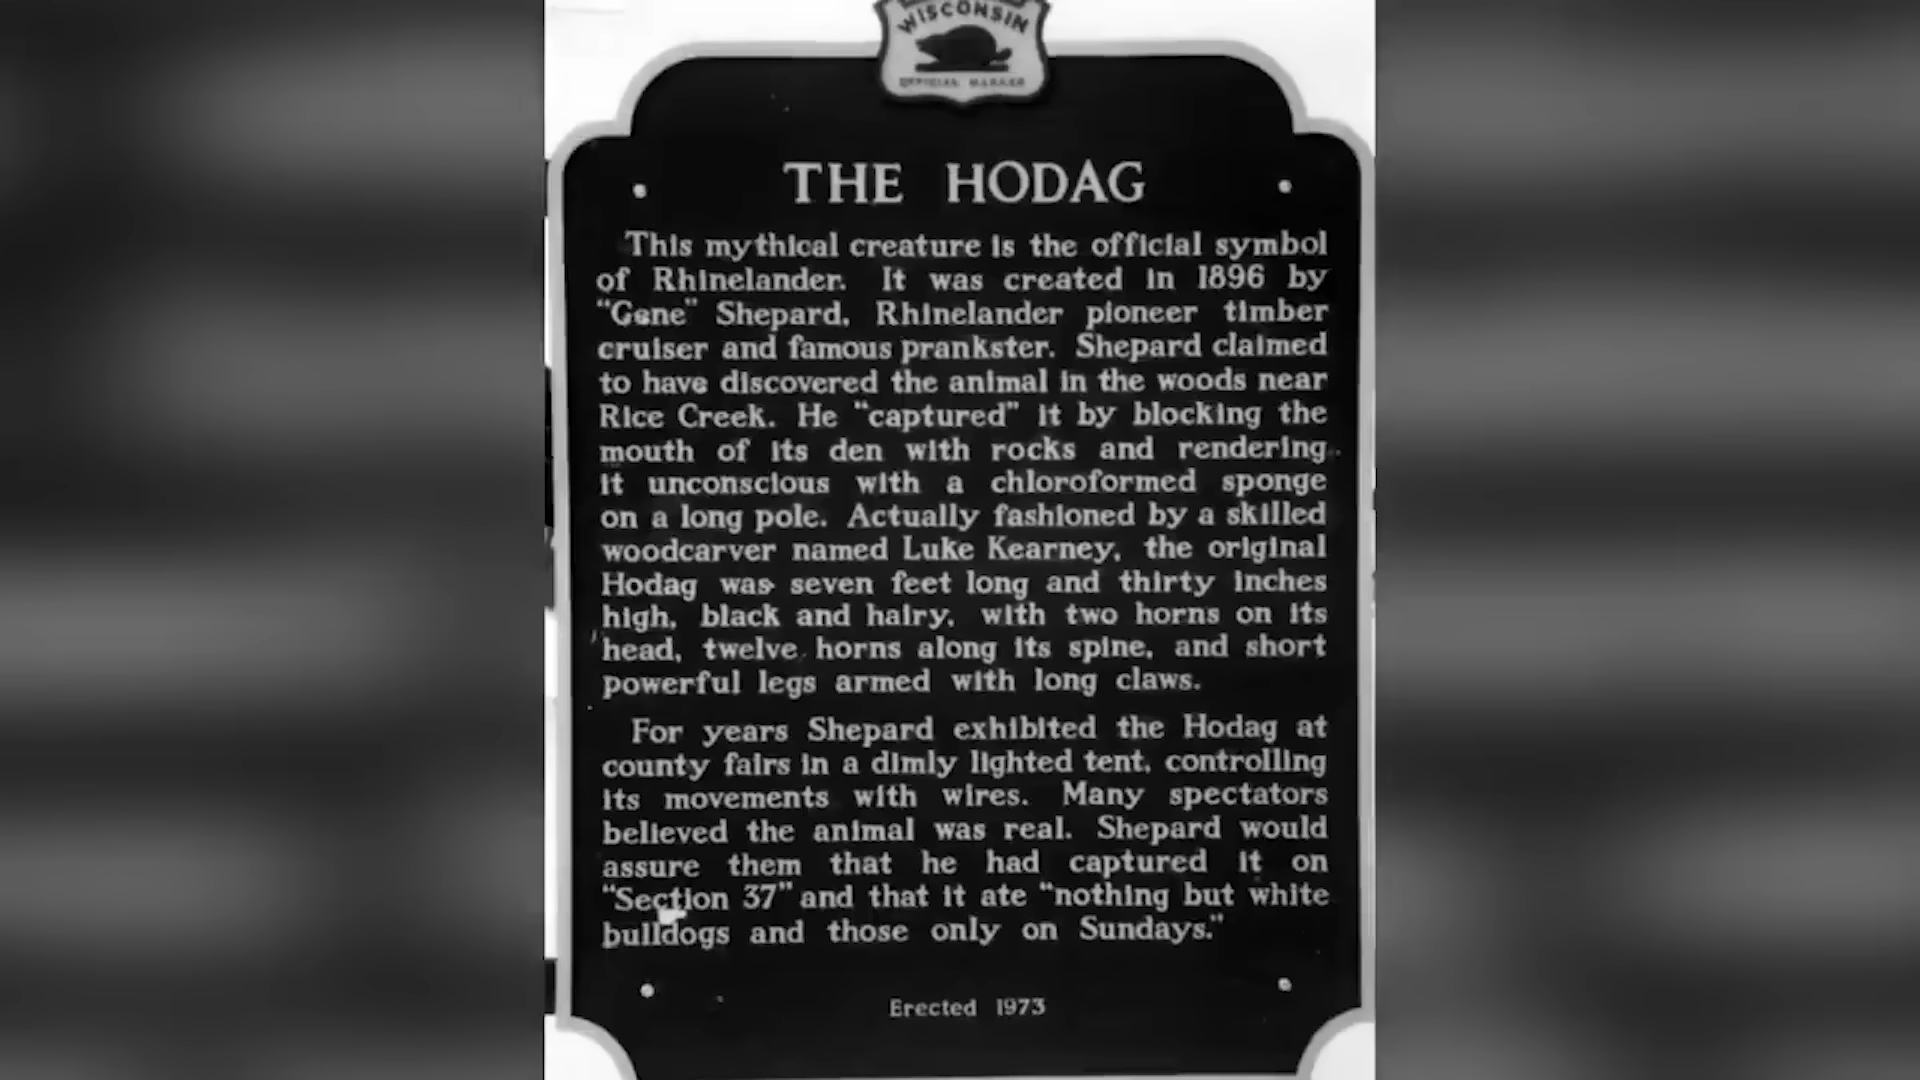 WISCONSIN
OFFICIAL MARKER
THE HODAG
This mythical creature is the official symbol
of Rhinelander. It was created in 1896 by
“Gene” Shepard, Rhinelander pioneer timber
cruiser and famous prankster. Shepard claimed
to have discovered the animal in the woods near
Rice Creek. He “captured” it by blocking the
mouth of its den with rocks and rendering
it unconscious with a chloroformed sponge
on a long pole. Actually fashioned by a skilled
woodcarver named Luke Kearney, the original
Hodag was seven feet long and thirty inches
high, black and hairy, with two horns on its
head, twelve horns along its spine, and short
powerful legs armed with long claws.
For years Shepard exhibited the Hodag at
county fairs in a dimly lighted tent, controlling
its movements with wires. Many spectators
believed the animal was real. Shepard would
assure them that he had captured it on
“Section 37” and that it ate “nothing but white
bulldogs and those only on Sundays.”
Erected 1973